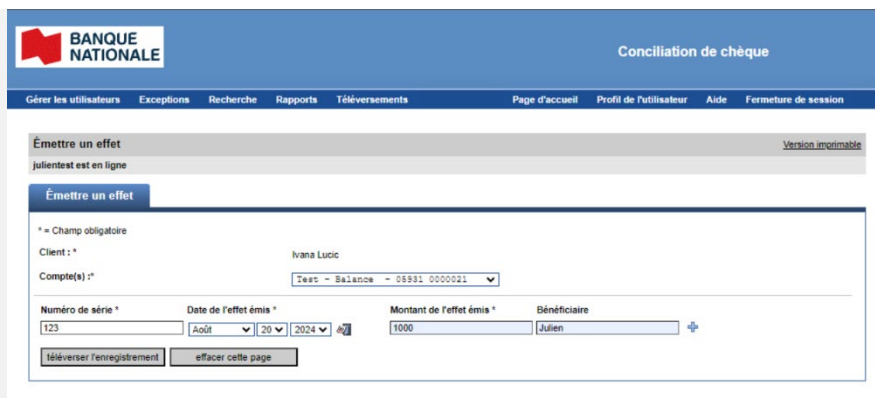 BANQUE
NATIONALE
Conciliation de chèque
Gérer les utilisateurs Exceptions Recherche Rapports Téléversements Page d'accueil Profil de l'utilisateur Aide Fermeture de session
Émettre un effet Version imprimable
julientest est en ligne
Émettre un effet
* = Champ obligatoire
Client : * Ivana Lucic
Compte(s) :* Test - Balance - 05931 0000021
Numéro de série * Date de l'effet émis * Montant de l'effet émis * Bénéficiaire
123 Août 20 2024 1000 Julien
téléverser l'enregistrement effacer cette page